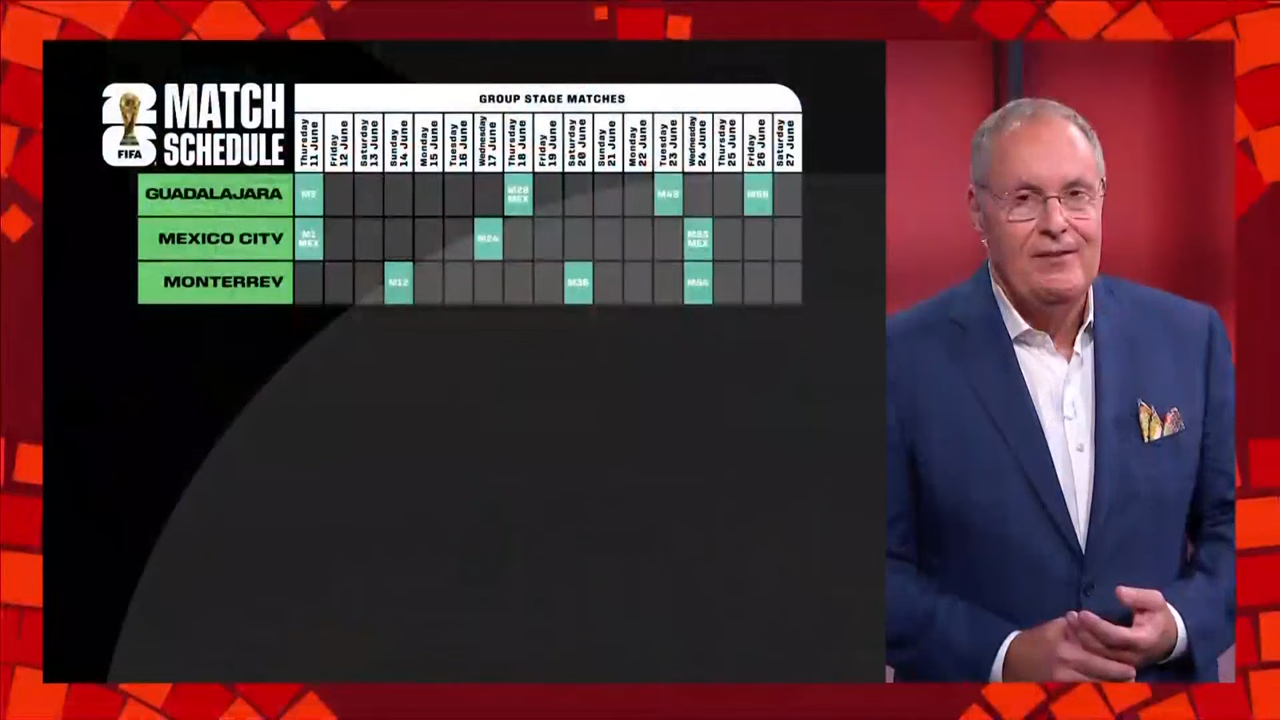 MATCH
SCHEDULE
FIFA
GROUP STAGE MATCHES
Thursday 11 June
Friday 12 June
Saturday 13 June
Sunday 14 June
Monday 15 June
Tuesday 16 June
Wednesday 17 June
Thursday 18 June
Friday 19 June
Saturday 20 June
Sunday 21 June
Monday 22 June
Tuesday 23 June
Wednesday 24 June
Thursday 25 June
Friday 26 June
Saturday 27 June
GUADALAJARA
M28
MEX
MEXICO CITY
M1
MEX
M24
M53
MEX
MONTERREY
M12
M36
M54